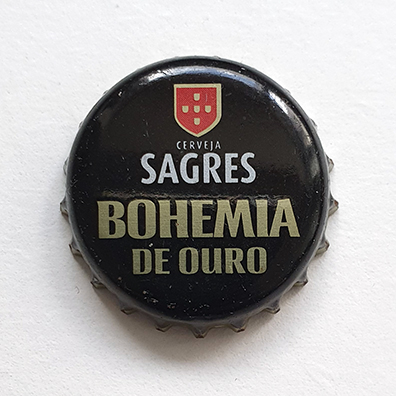 CERVEJA
SAGRES
BOHEMIA
DE OURO